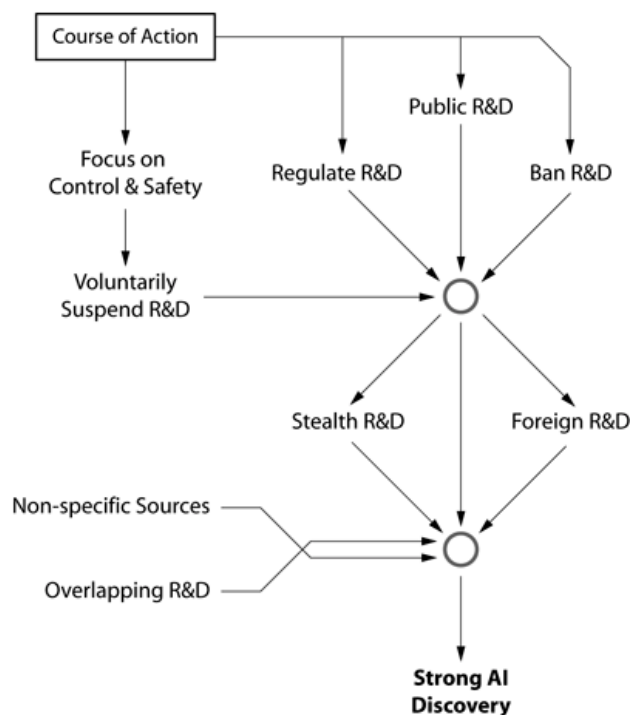 Course of Action
Public R&D
Focus on
Control & Safety
Regulate R&D
Ban R&D
Voluntarily
Suspend R&D
Stealth R&D
Foreign R&D
Non-specific Sources
Overlapping R&D
Strong AI
Discovery